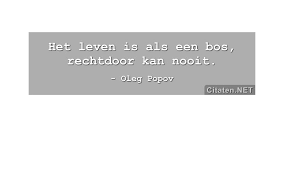 Het leven is als een bos,
rechtdoor kan nooit.
- Oleg Popov
Citaten.NET